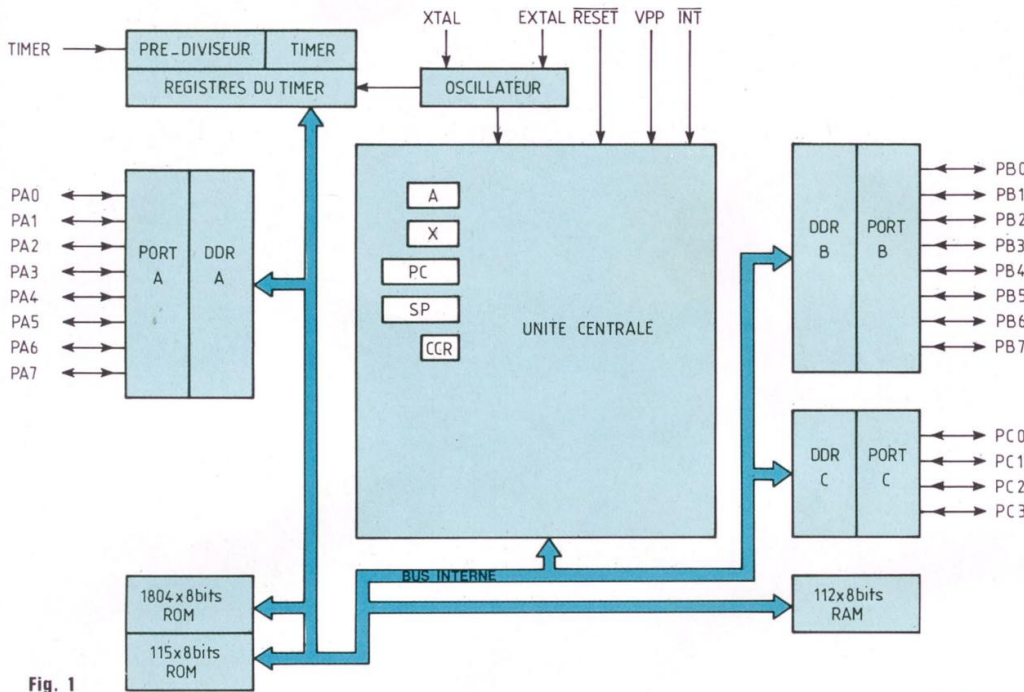 XTAL
EXTAL
RESET
VPP
INT
TIMER
PRE_DIVISEUR
TIMER
REGISTRES DU TIMER
OSCILLATEUR
PA0
PA1
PA2
PA3
PA4
PA5
PA6
PA7
PORT
A
DDR
A
A
X
PC
SP
CCR
UNITE CENTRALE
DDR
B
PORT
B
PB0
PB1
PB2
PB3
PB4
PB5
PB6
PB7
DDR
C
PORT
C
PC0
PC1
PC2
PC3
BUS INTERNE
1804x8bits
ROM
115x8bits
ROM
112x8bits
RAM
Fig. 1